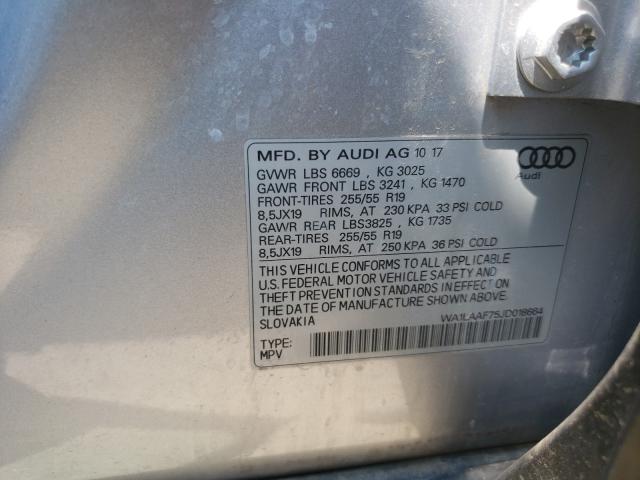 MFD. BY AUDI AG 10 17
GVWR LBS 6669 , KG 3025
GAWR FRONT LBS 3241 , KG 1470
FRONT-TIRES 255/55 R19
8,5JX19 RIMS, AT 230 KPA 33 PSI COLD
GAWR REAR LBS3825 , KG 1735
REAR-TIRES 255/55 R19
8,5JX19 RIMS, AT 250 KPA 36 PSI COLD
Audi
THIS VEHICLE CONFORMS TO ALL APPLICABLE
U.S. FEDERAL MOTOR VEHICLE SAFETY AND
THEFT PREVENTION STANDARDS IN EFFECT ON
THE DATE OF MANUFACTURE SHOWN ABOVE.
SLOVAKIA
WA1LAAF75JD018664
TYPE:
MPV